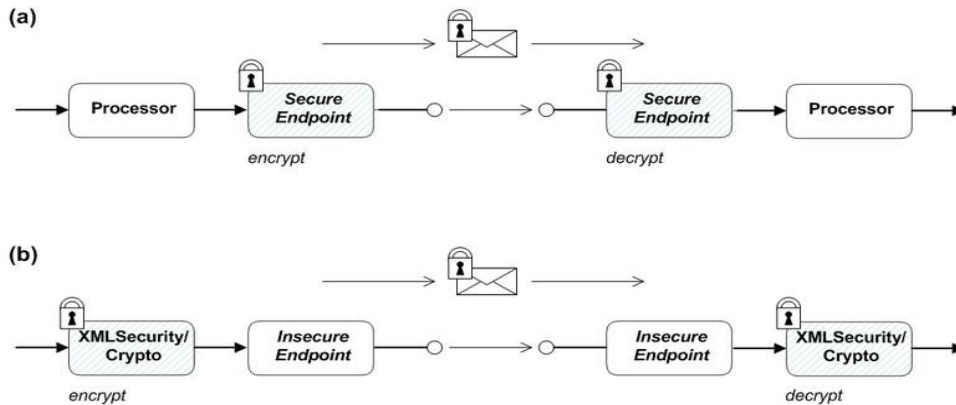 (a)
Processor
Secure
Endpoint
encrypt
Secure
Endpoint
decrypt
Processor
(b)
XMLSecurity/
Crypto
encrypt
Insecure
Endpoint
Insecure
Endpoint
XMLSecurity/
Crypto
decrypt